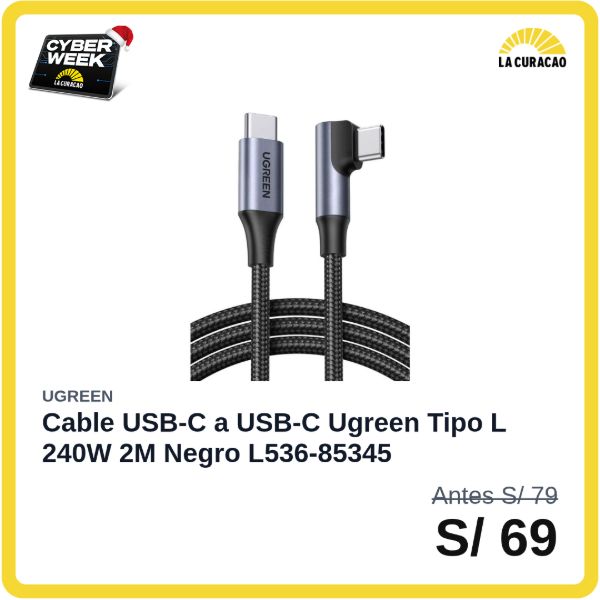 CYBER
WEEK
LA CURACAO
LA CURACAO
UGREEN
UGREEN
Cable USB-C a USB-C Ugreen Tipo L
240W 2M Negro L536-85345
Antes S/ 79
S/ 69